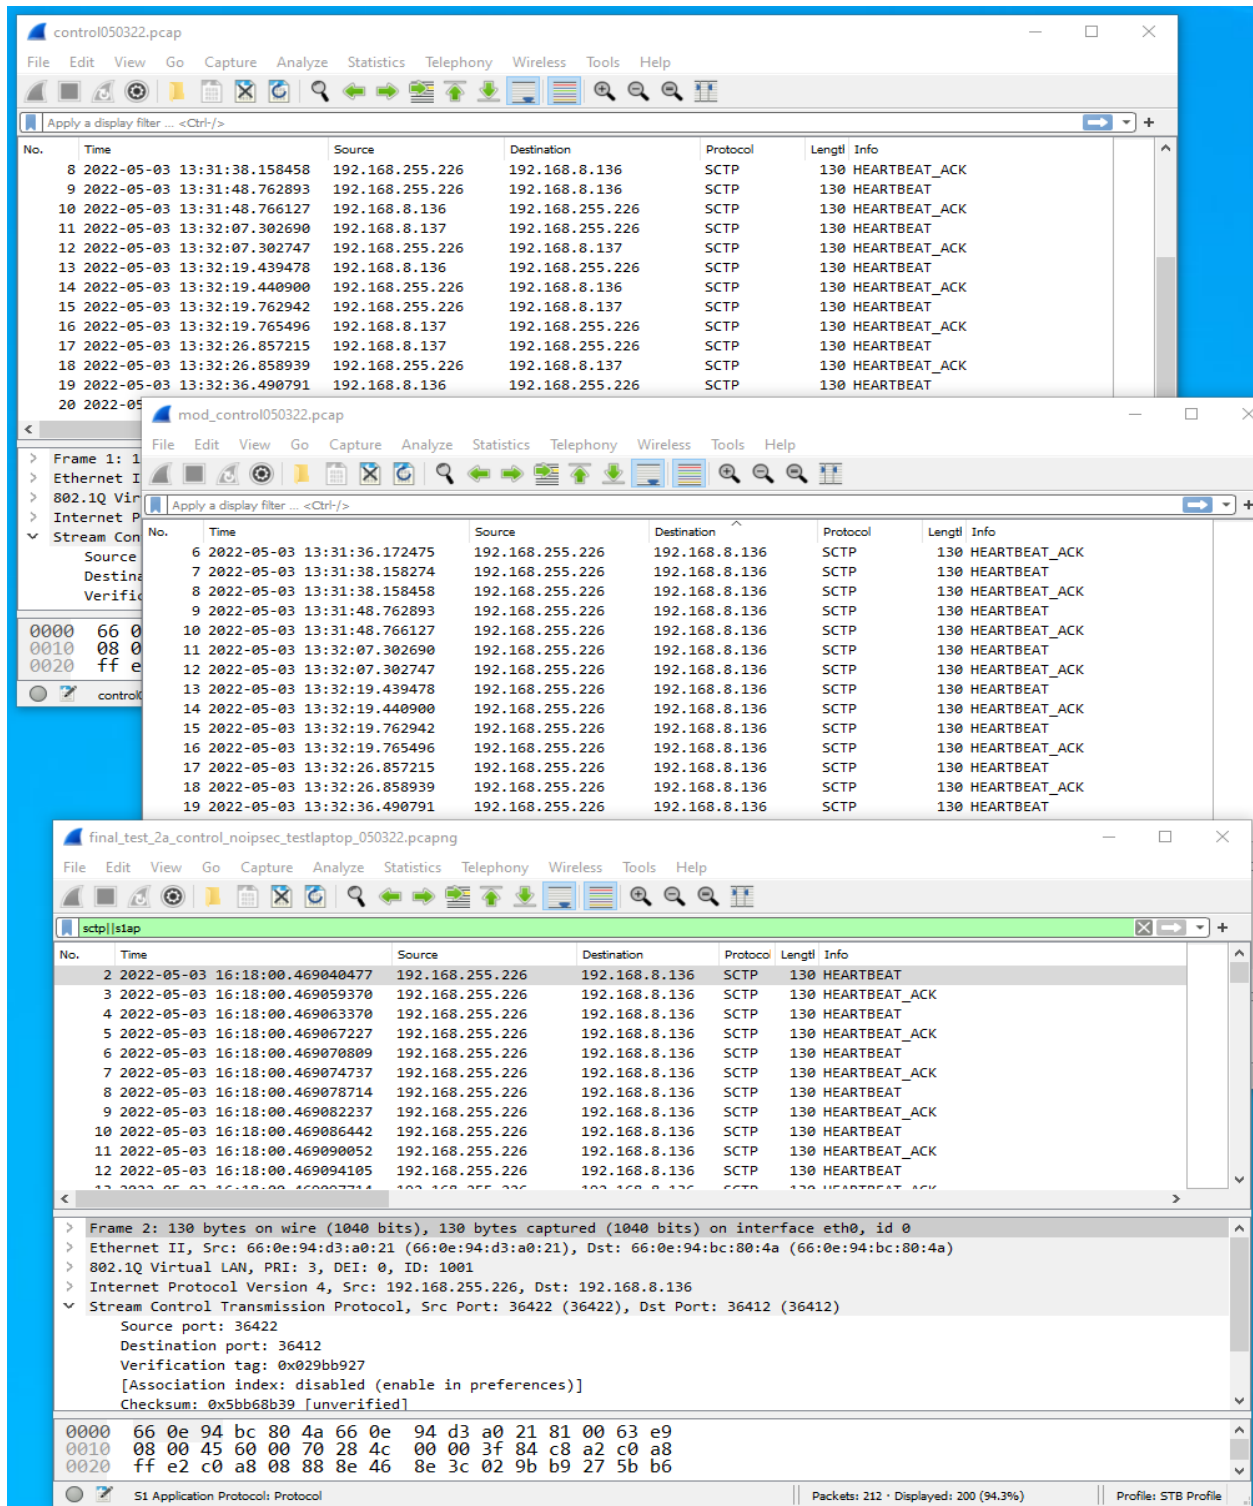 control050322.pcap
File Edit View Go Capture Analyze Statistics Telephony Wireless Tools Help
Apply a display filter ... <Ctrl-/>
No. Time Source Destination Protocol Lengtl Info
8 2022-05-03 13:31:38.158458 192.168.255.226 192.168.8.136 SCTP 130 HEARTBEAT_ACK
9 2022-05-03 13:31:48.762893 192.168.255.226 192.168.8.136 SCTP 130 HEARTBEAT
10 2022-05-03 13:31:48.766127 192.168.8.136 192.168.255.226 SCTP 130 HEARTBEAT_ACK
11 2022-05-03 13:32:07.302690 192.168.8.137 192.168.255.226 SCTP 130 HEARTBEAT
12 2022-05-03 13:32:07.302747 192.168.255.226 192.168.8.137 SCTP 130 HEARTBEAT_ACK
13 2022-05-03 13:32:19.439478 192.168.8.136 192.168.255.226 SCTP 130 HEARTBEAT
14 2022-05-03 13:32:19.440900 192.168.255.226 192.168.8.136 SCTP 130 HEARTBEAT_ACK
15 2022-05-03 13:32:19.762942 192.168.255.226 192.168.8.137 SCTP 130 HEARTBEAT
16 2022-05-03 13:32:19.765496 192.168.8.137 192.168.255.226 SCTP 130 HEARTBEAT_ACK
17 2022-05-03 13:32:26.857215 192.168.8.137 192.168.255.226 SCTP 130 HEARTBEAT
18 2022-05-03 13:32:26.858939 192.168.255.226 192.168.8.137 SCTP 130 HEARTBEAT_ACK
19 2022-05-03 13:32:36.490791 192.168.8.136 192.168.255.226 SCTP 130 HEARTBEAT
20 2022-05
Frame 1: 1
Ethernet I
802.1Q Vir
Internet P
Stream Con
Source
Destina
Verific
0000 66 0
0010 08 0
0020 ff e
control
mod_control050322.pcap
File Edit View Go Capture Analyze Statistics Telephony Wireless Tools Help
Apply a display filter ... <Ctrl-/>
No. Time Source Destination Protocol Lengtl Info
6 2022-05-03 13:31:36.172475 192.168.255.226 192.168.8.136 SCTP 130 HEARTBEAT_ACK
7 2022-05-03 13:31:38.158274 192.168.255.226 192.168.8.136 SCTP 130 HEARTBEAT
8 2022-05-03 13:31:38.158458 192.168.255.226 192.168.8.136 SCTP 130 HEARTBEAT_ACK
9 2022-05-03 13:31:48.762893 192.168.255.226 192.168.8.136 SCTP 130 HEARTBEAT
10 2022-05-03 13:31:48.766127 192.168.255.226 192.168.8.136 SCTP 130 HEARTBEAT_ACK
11 2022-05-03 13:32:07.302690 192.168.255.226 192.168.8.136 SCTP 130 HEARTBEAT
12 2022-05-03 13:32:07.302747 192.168.255.226 192.168.8.136 SCTP 130 HEARTBEAT_ACK
13 2022-05-03 13:32:19.439478 192.168.255.226 192.168.8.136 SCTP 130 HEARTBEAT
14 2022-05-03 13:32:19.440900 192.168.255.226 192.168.8.136 SCTP 130 HEARTBEAT_ACK
15 2022-05-03 13:32:19.762942 192.168.255.226 192.168.8.136 SCTP 130 HEARTBEAT
16 2022-05-03 13:32:19.765496 192.168.255.226 192.168.8.136 SCTP 130 HEARTBEAT_ACK
17 2022-05-03 13:32:26.857215 192.168.255.226 192.168.8.136 SCTP 130 HEARTBEAT
18 2022-05-03 13:32:26.858939 192.168.255.226 192.168.8.136 SCTP 130 HEARTBEAT_ACK
19 2022-05-03 13:32:36.490791 192.168.255.226 192.168.8.136 SCTP 130 HEARTBEAT
final_test_2a_control_noipsec_testlaptop_050322.pcapng
File Edit View Go Capture Analyze Statistics Telephony Wireless Tools Help
sctp||s1ap
No. Time Source Destination Protocol Lengtl Info
2 2022-05-03 16:18:00.469040477 192.168.255.226 192.168.8.136 SCTP 130 HEARTBEAT
3 2022-05-03 16:18:00.469059370 192.168.255.226 192.168.8.136 SCTP 130 HEARTBEAT_ACK
4 2022-05-03 16:18:00.469063370 192.168.255.226 192.168.8.136 SCTP 130 HEARTBEAT
5 2022-05-03 16:18:00.469067227 192.168.255.226 192.168.8.136 SCTP 130 HEARTBEAT_ACK
6 2022-05-03 16:18:00.469070809 192.168.255.226 192.168.8.136 SCTP 130 HEARTBEAT
7 2022-05-03 16:18:00.469074737 192.168.255.226 192.168.8.136 SCTP 130 HEARTBEAT_ACK
8 2022-05-03 16:18:00.469078714 192.168.255.226 192.168.8.136 SCTP 130 HEARTBEAT
9 2022-05-03 16:18:00.469082237 192.168.255.226 192.168.8.136 SCTP 130 HEARTBEAT_ACK
10 2022-05-03 16:18:00.469086442 192.168.255.226 192.168.8.136 SCTP 130 HEARTBEAT
11 2022-05-03 16:18:00.469090052 192.168.255.226 192.168.8.136 SCTP 130 HEARTBEAT_ACK
12 2022-05-03 16:18:00.469094105 192.168.255.226 192.168.8.136 SCTP 130 HEARTBEAT
13 2022-05-03 16:18:00.469097714 192.168.255.226 192.168.8.136 SCTP 130 HEARTBEAT_ACK
Frame 2: 130 bytes on wire (1040 bits), 130 bytes captured (1040 bits) on interface eth0, id 0
Ethernet II, Src: 66:0e:94:d3:a0:21 (66:0e:94:d3:a0:21), Dst: 66:0e:94:bc:80:4a (66:0e:94:bc:80:4a)
802.1Q Virtual LAN, PRI: 3, DEI: 0, ID: 1001
Internet Protocol Version 4, Src: 192.168.255.226, Dst: 192.168.8.136
Stream Control Transmission Protocol, Src Port: 36422 (36422), Dst Port: 36412 (36412)
Source port: 36422
Destination port: 36412
Verification tag: 0x029bb927
[Association index: disabled (enable in preferences)]
Checksum: 0x5bb68b39 [unverified]
0000 66 0e 94 bc 80 4a 66 0e 94 d3 a0 21 81 00 63 e9
0010 08 00 45 60 00 70 28 4c 00 00 3f 84 c8 a2 c0 a8
0020 ff e2 c0 a8 08 88 8e 46 8e 3c 02 9b b9 27 5b b6
S1 Application Protocol: Protocol
Packets: 212 · Displayed: 200 (94.3%)
Profile: STB Profile